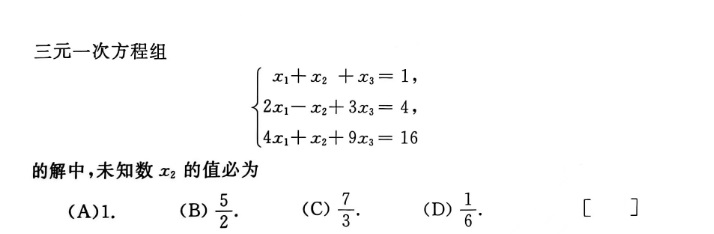 三元一次方程组
x₁+x₂+x₃=1,
2x₁-x₂+3x₃=4,
4x₁+x₂+9x₃=16
的解中,未知数 x₂ 的值必为
(A)1. (B) 5/2. (C) 7/3. (D) 1/6. [ ]